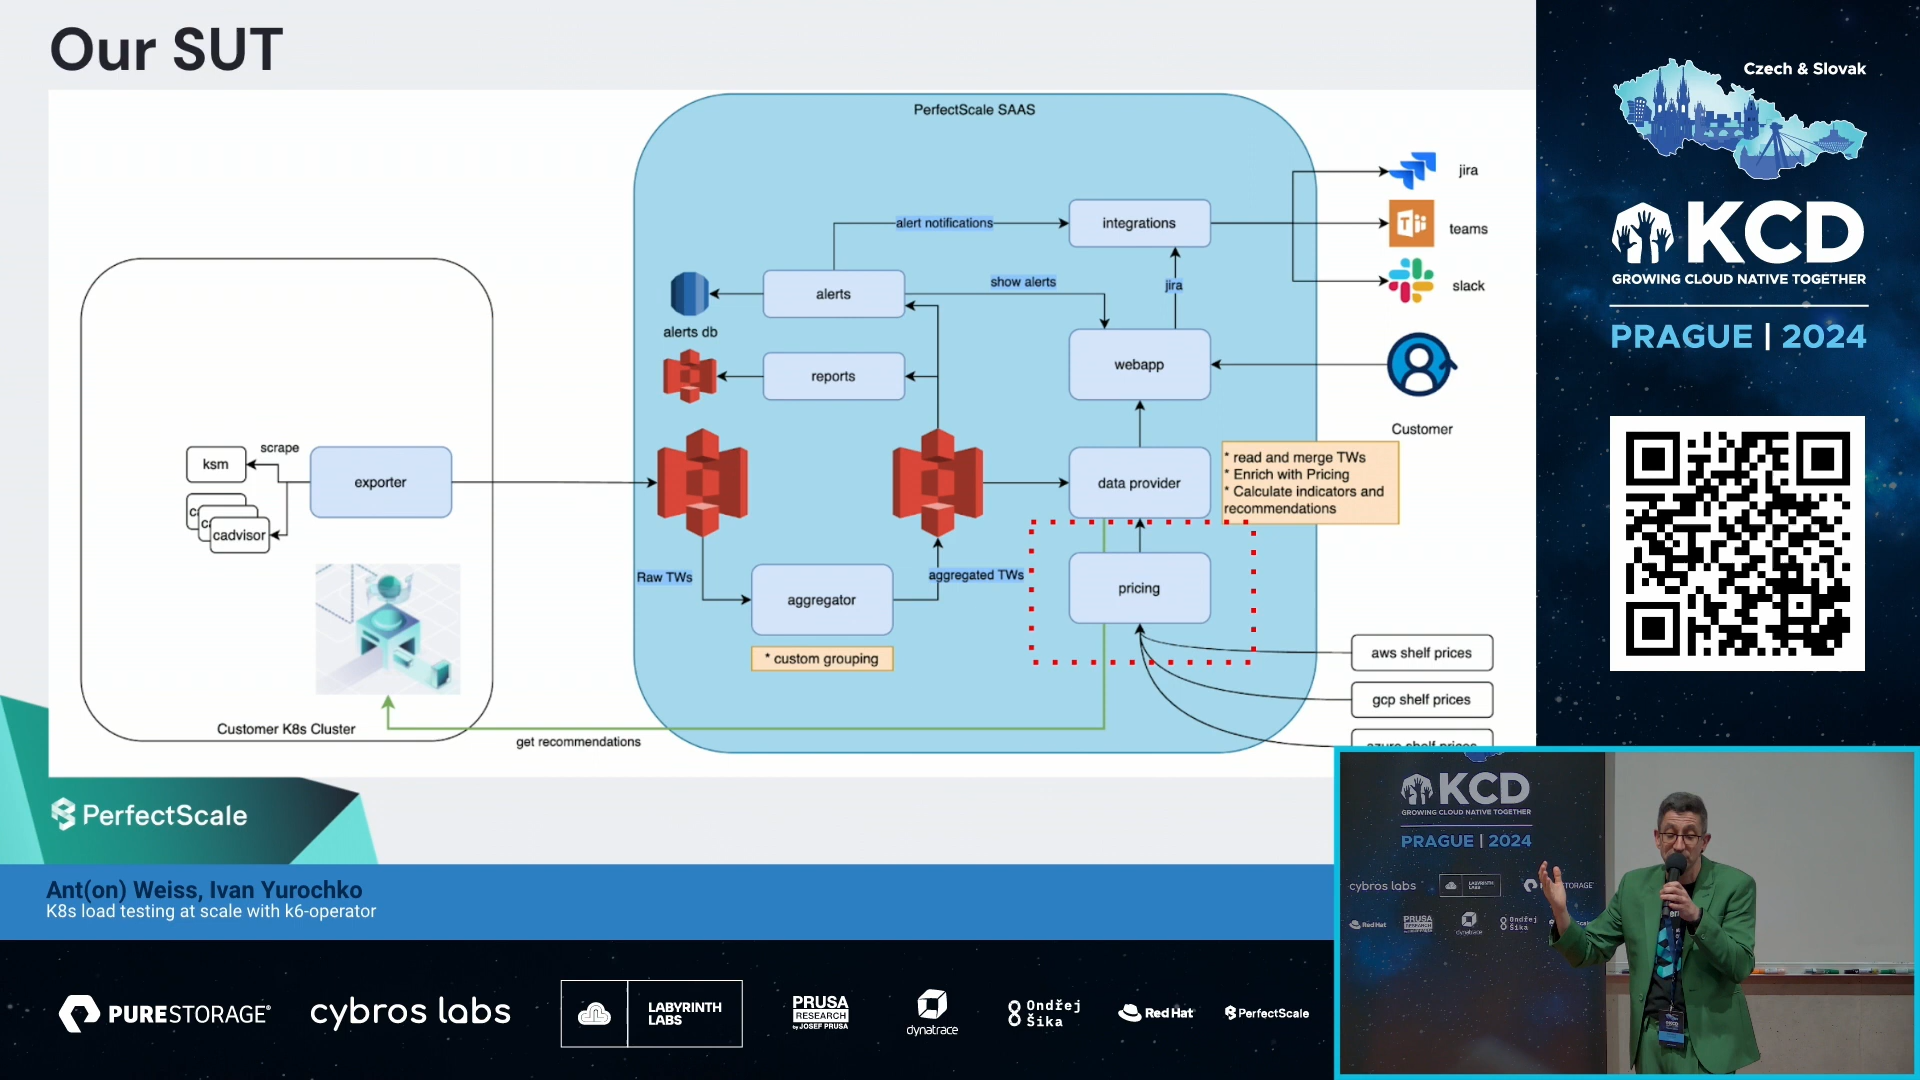 Our SUT
PerfectScale SAAS
jira
teams
slack
Customer
alert notifications
integrations
alerts
show alerts
jira
alerts db
reports
webapp
ksm
scrape
exporter
cadvisor
data provider
* read and merge TWs
* Enrich with Pricing
* Calculate indicators and
recommendations
Raw TWs
aggregator
aggregated TWs
pricing
* custom grouping
aws shelf prices
gcp shelf prices
azure shelf prices
Customer K8s Cluster
get recommendations
PerfectScale
Ant(on) Weiss, Ivan Yurochko
K8s load testing at scale with k6-operator
PURESTORAGE®
cybros labs
LABYRINTH
LABS
PRUSA
RESEARCH
by JOSEF PRUSA
dynatrace
Ondřej
Šika
Red Hat
PerfectScale
Czech & Slovak
KCD
GROWING CLOUD NATIVE TOGETHER
PRAGUE | 2024
KCD
GROWING CLOUD NATIVE TOGETHER
PRAGUE | 2024
cybros labs
LABYRINTH
LABS
Red Hat
PRUSA
RESEARCH
dynatrace
Ondřej
Šika